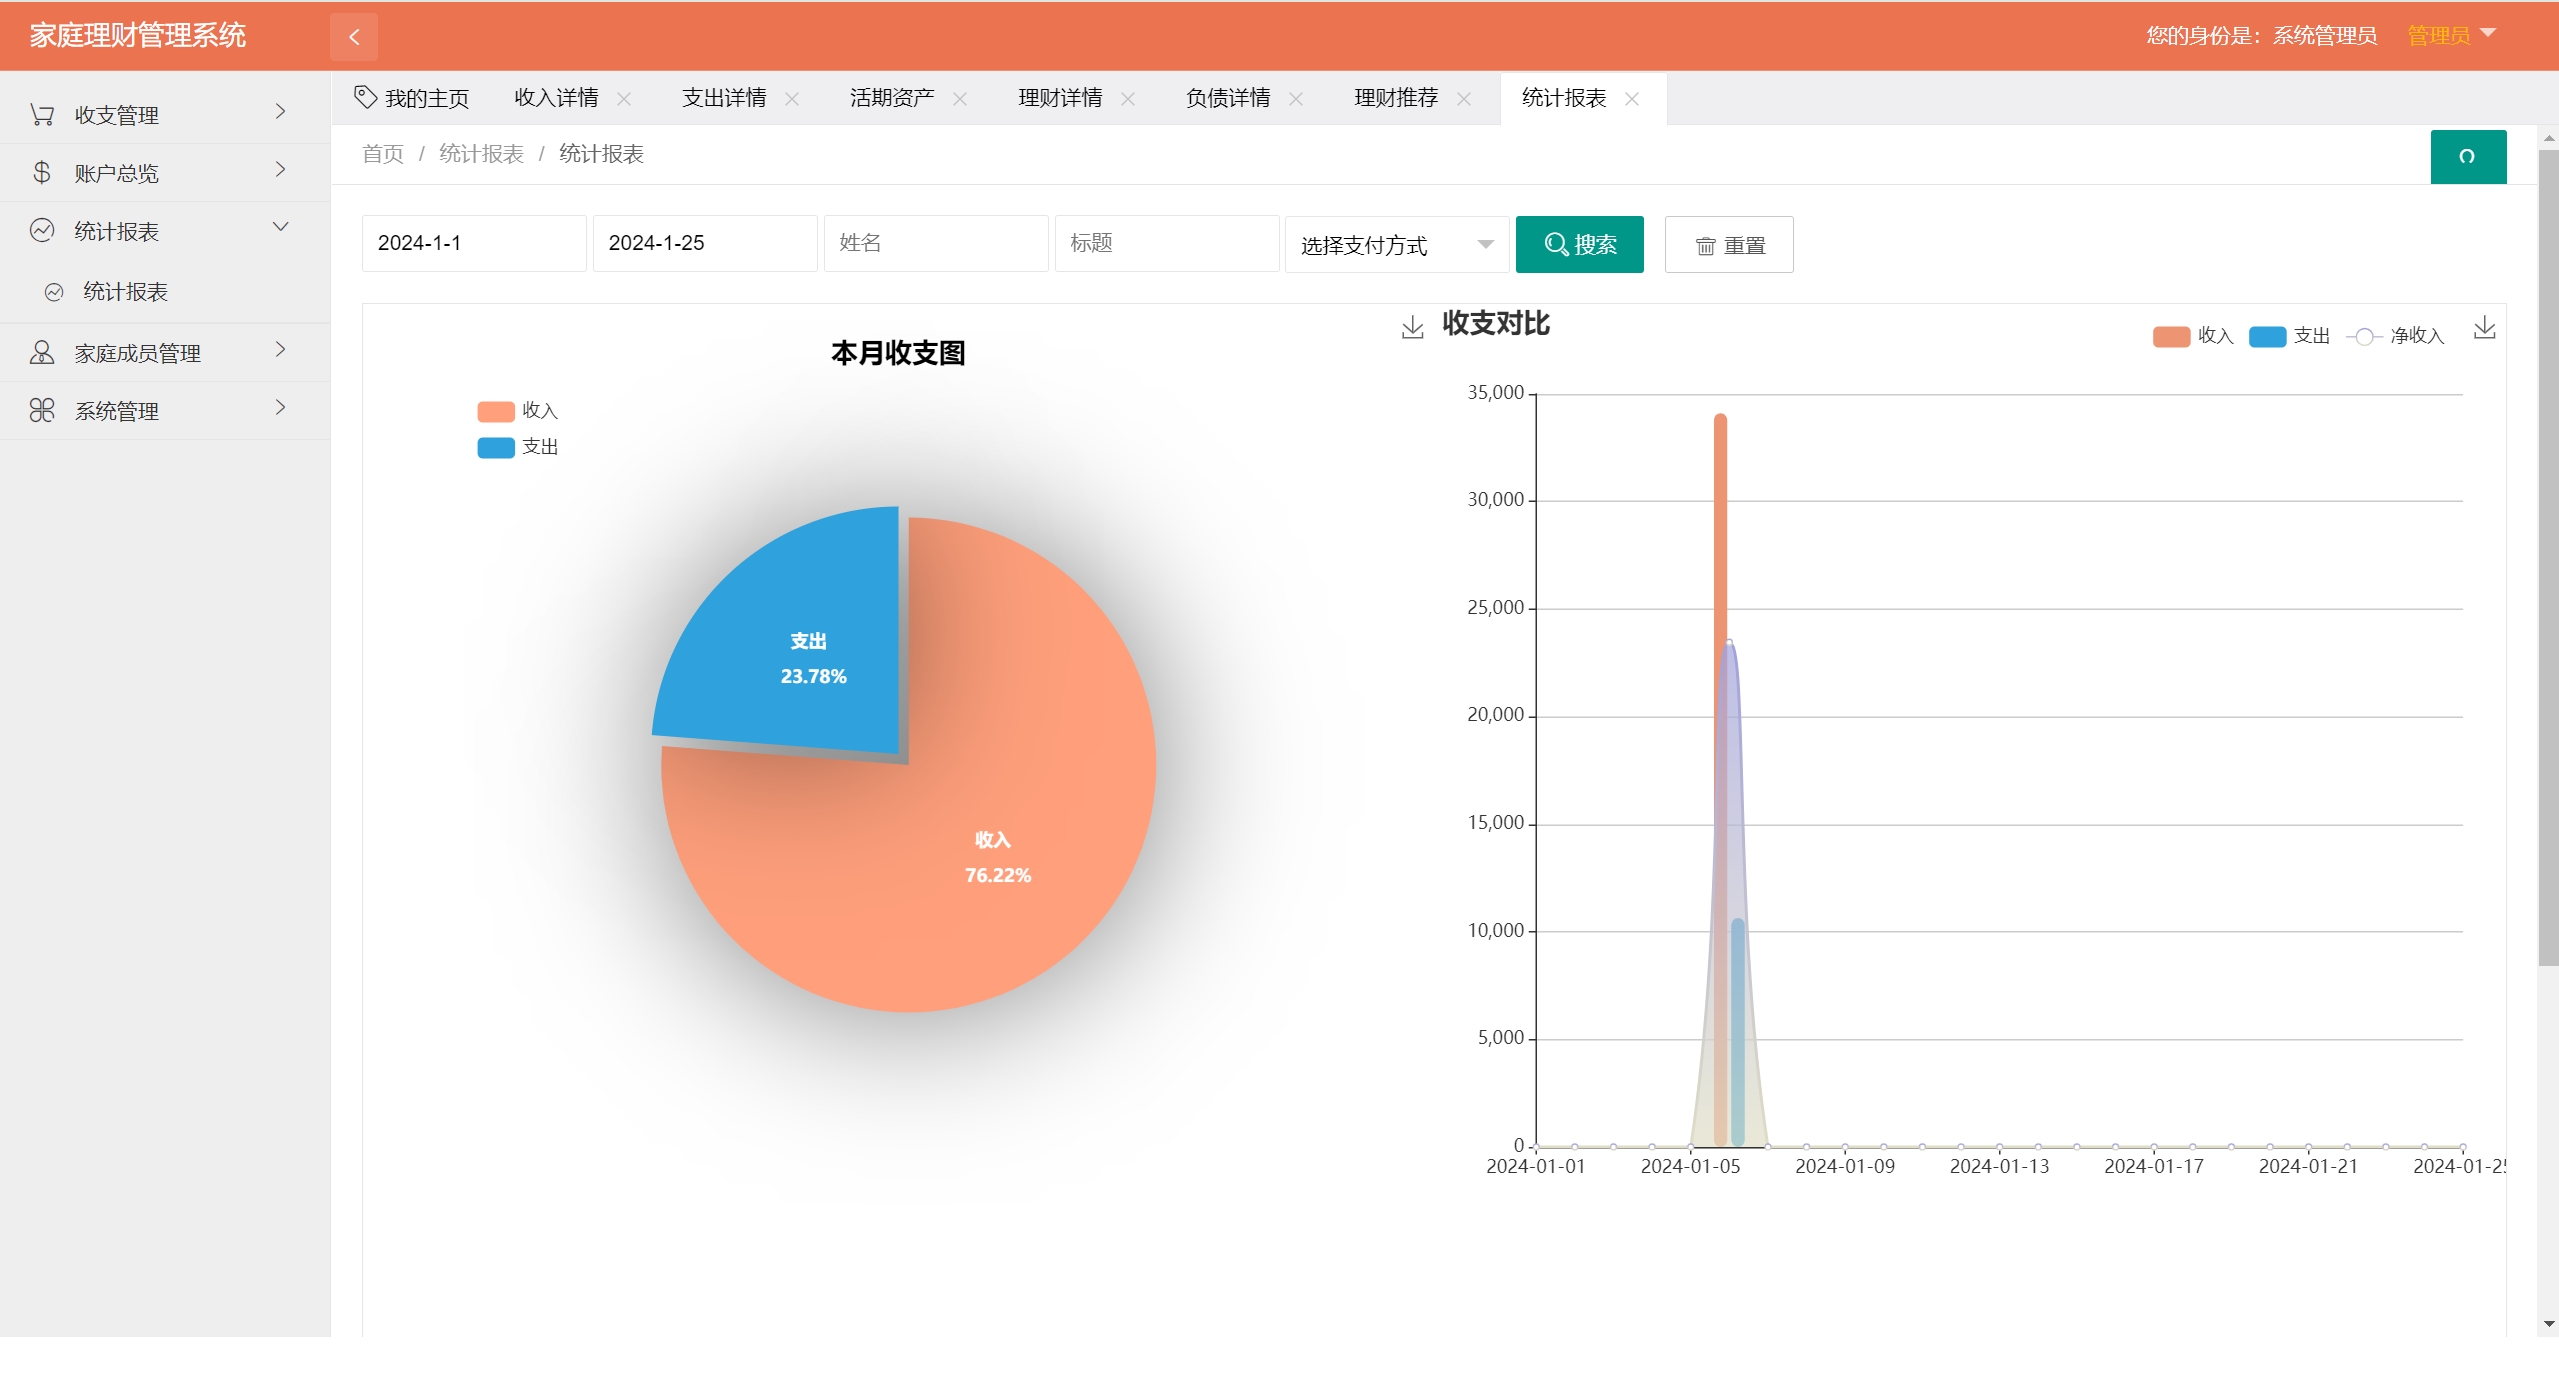 家庭理财管理系统
您的身份是：系统管理员 管理员
收支管理
账户总览
统计报表
统计报表
家庭成员管理
系统管理
我的主页 收入详情 支出详情 活期资产 理财详情 负债详情 理财推荐 统计报表
首页 / 统计报表 / 统计报表
2024-1-1 2024-1-25 姓名 标题 选择支付方式 搜索 重置
本月收支图
收入
支出
支出
23.78%
收入
76.22%
收支对比
收入 支出 净收入
35,000
30,000
25,000
20,000
15,000
10,000
5,000
0
2024-01-01 2024-01-05 2024-01-09 2024-01-13 2024-01-17 2024-01-21 2024-01-25